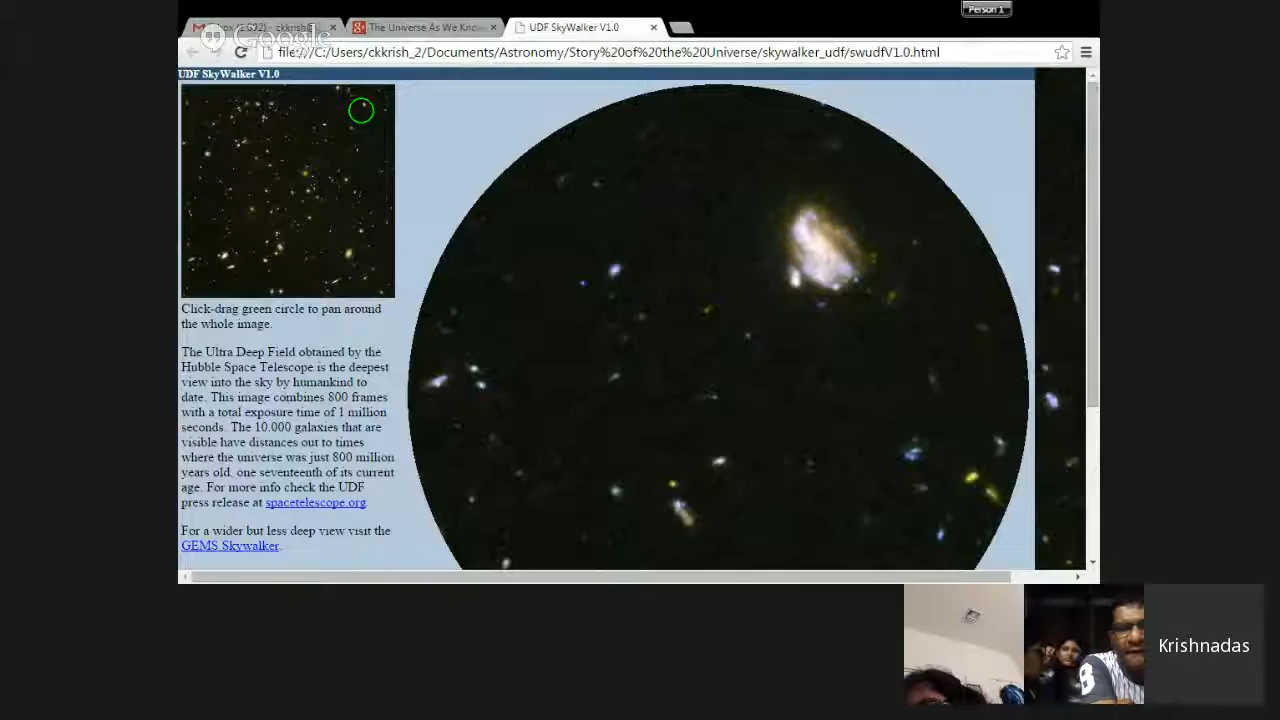 Person 1
The Universe As We Kno
UDF SkyWalker V1.0
Google
file:///C:/Users/ckkrish_2/Documents/Astronomy/Story%20of%20the%20Universe/skywalker_udf/swudfV1.0.html
UDF SkyWalker V1.0
Click-drag green circle to pan around
the whole image.
The Ultra Deep Field obtained by the
Hubble Space Telescope is the deepest
view into the sky by humankind to
date. This image combines 800 frames
with a total exposure time of 1 million
seconds. The 10.000 galaxies that are
visible have distances out to times
where the universe was just 800 million
years old, one seventeenth of its current
age. For more info check the UDF
press release at spacetelescope.org
For a wider but less deep view visit the
GEMS Skywalker.
8
Krishnadas